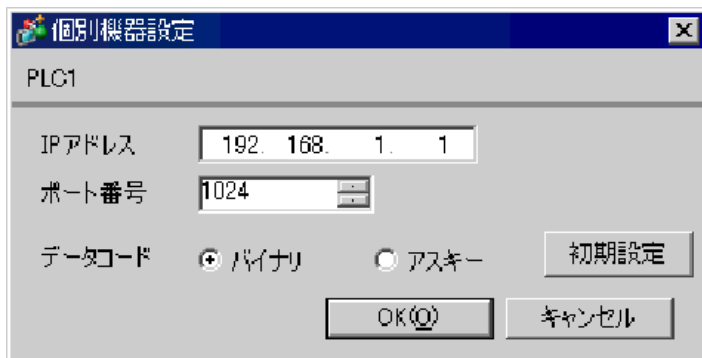 個別機器設定
PLC1
IPアドレス 192. 168. 1. 1
ポート番号 1024
データコード バイナリ アスキー 初期設定
OK(O) キャンセル